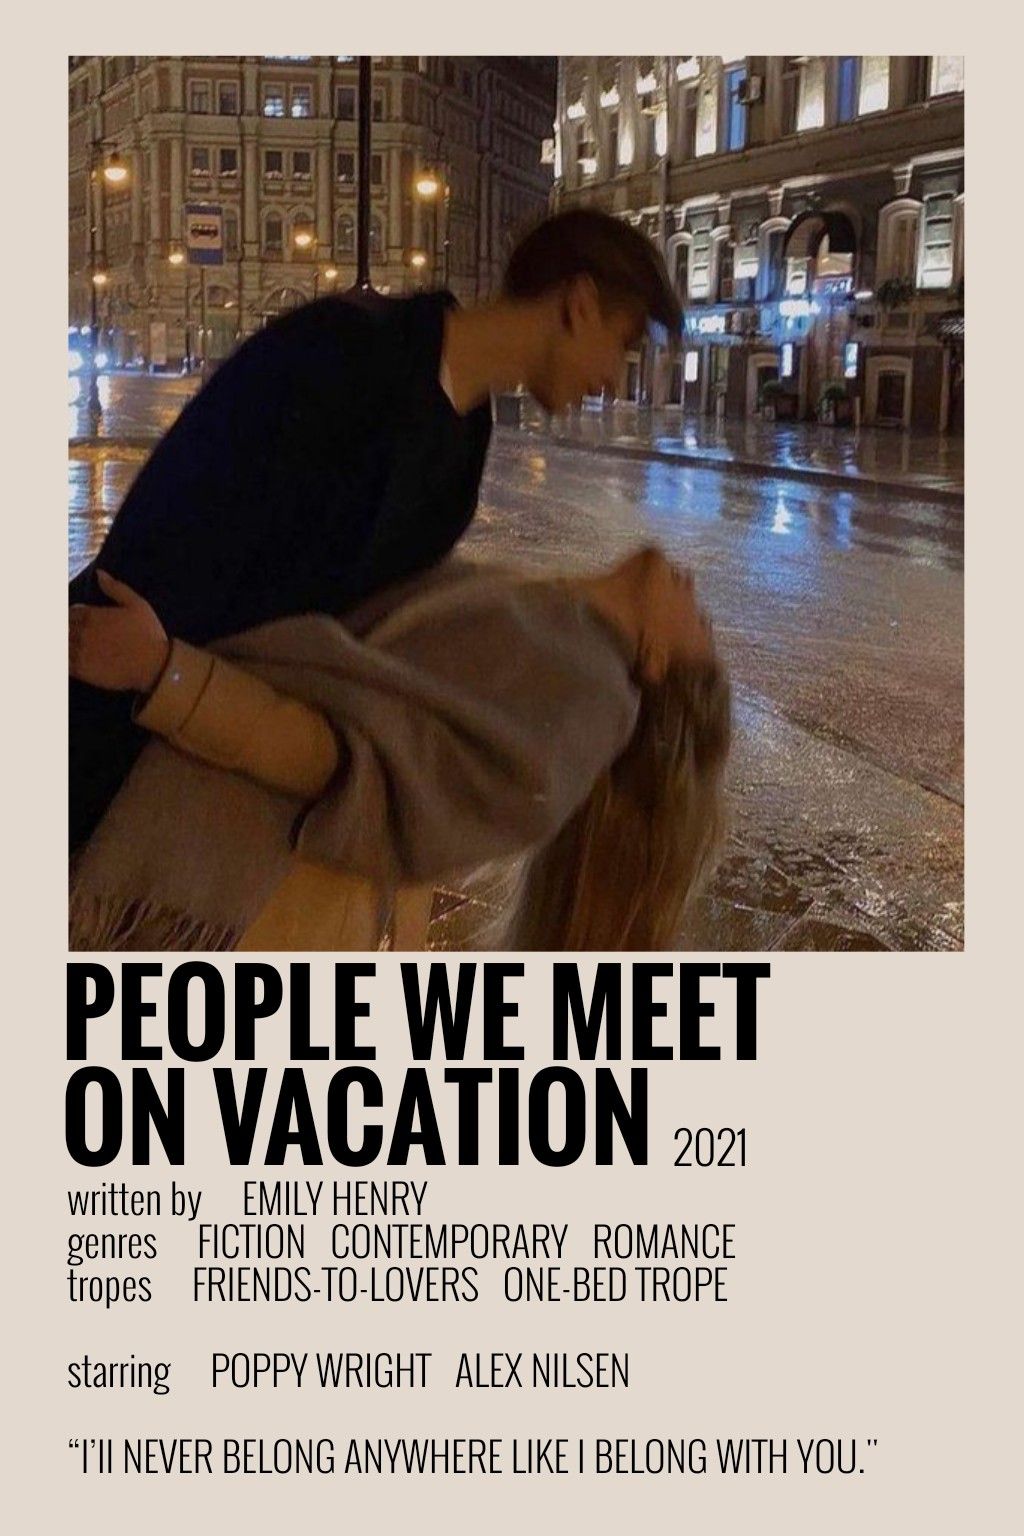 PEOPLE WE MEET
ON VACATION 2021
written by EMILY HENRY
genres FICTION CONTEMPORARY ROMANCE
tropes FRIENDS-TO-LOVERS ONE-BED TROPE
starring POPPY WRIGHT ALEX NILSEN
“I’ll NEVER BELONG ANYWHERE LIKE I BELONG WITH YOU."